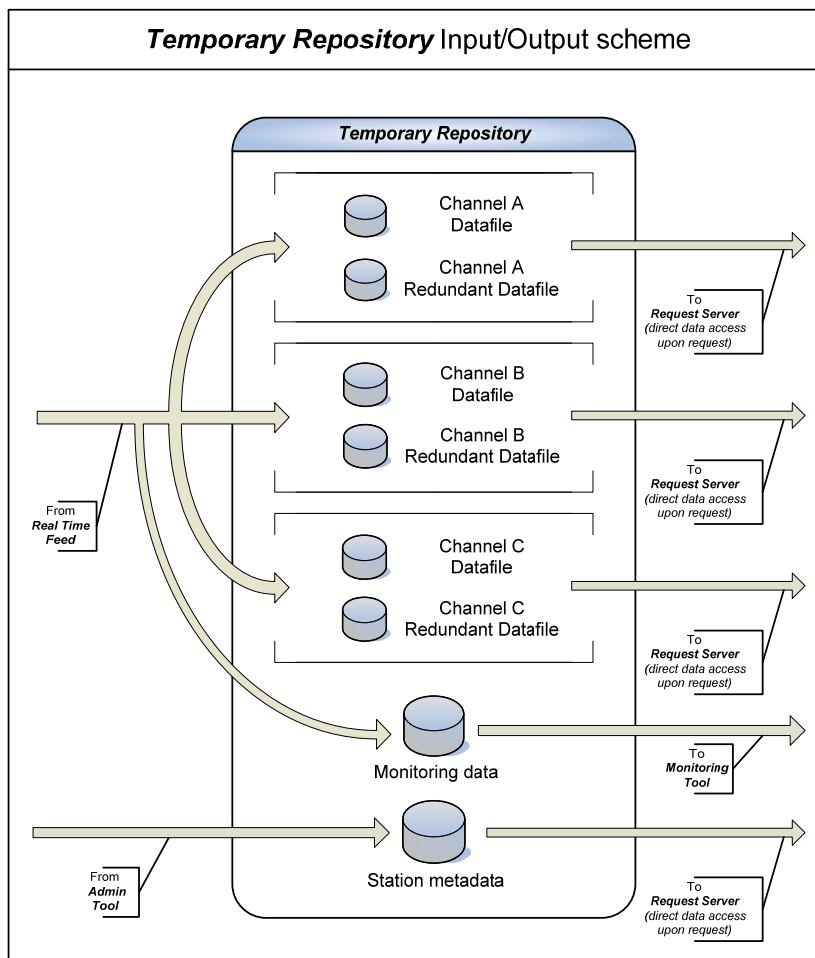 Temporary Repository Input/Output scheme
Temporary Repository
Channel A
Datafile
Channel A
Redundant Datafile
To
Request Server
(direct data access
upon request)
Channel B
Datafile
Channel B
Redundant Datafile
To
Request Server
(direct data access
upon request)
From
Real Time
Feed
Channel C
Datafile
Channel C
Redundant Datafile
To
Request Server
(direct data access
upon request)
Monitoring data
To
Monitoring
Tool
Station metadata
From
Admin
Tool
To
Request Server
(direct data access
upon request)